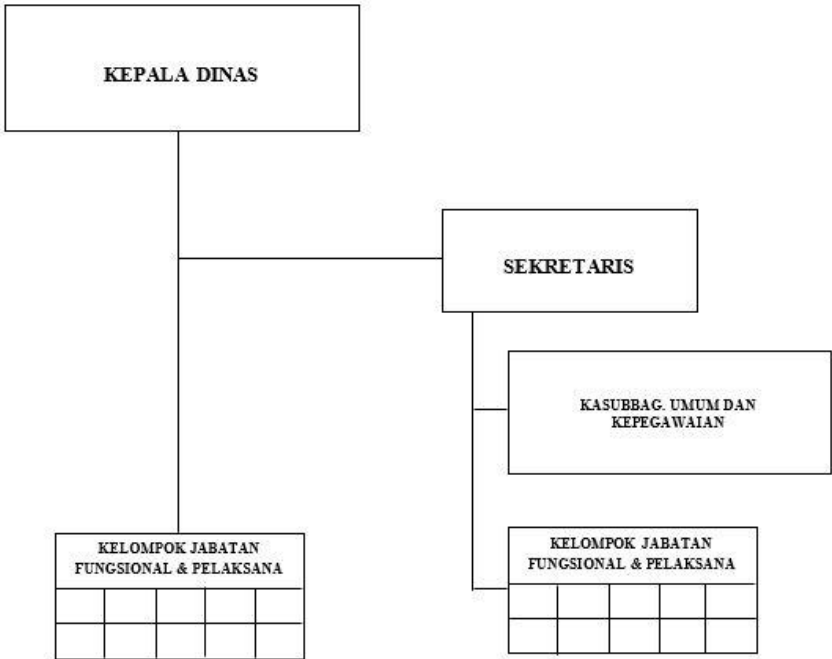 KEPALA DINAS
SEKRETARIS
KASUBBAG. UMUM DAN
KEPEGAWAIAN
KELOMPOK JABATAN
FUNGSIONAL & PELAKSANA
KELOMPOK JABATAN
FUNGSIONAL & PELAKSANA